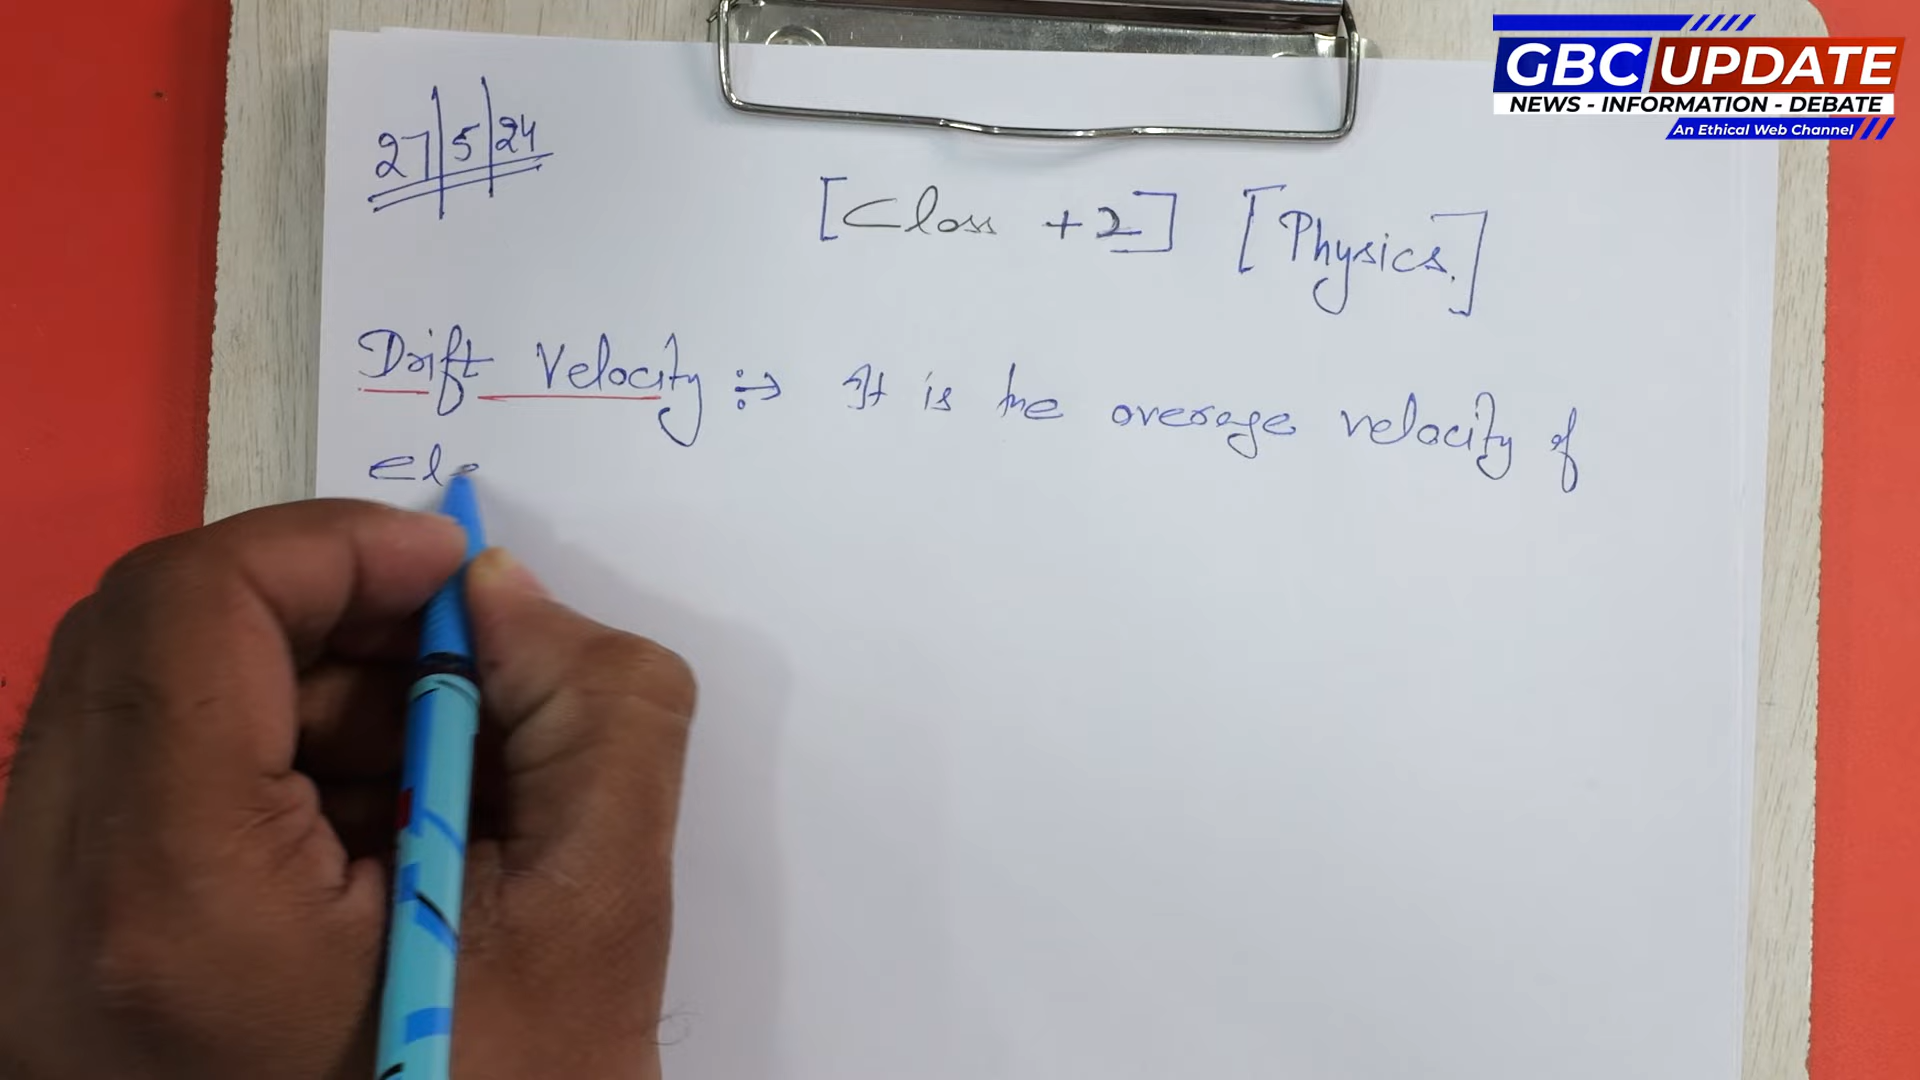 GBC UPDATE
NEWS - INFORMATION - DEBATE
An Ethical Web Channel
27|5|24
[Class +2] [Physics.]
Drift Velocity ÷→ It is the average velocity of
Ele